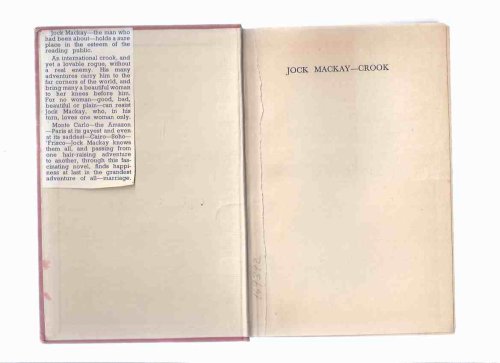 Jock Mackay—the man who
had been about—holds a sure
place in the esteem of the
reading public.
An international crook, and
yet a lovable rogue, without
a real enemy. His many
adventures carry him to the
far corners of the world, and
bring many a beautiful woman
to her knees before him.
For no woman—good, bad,
beautiful or plain—can resist
Jock Mackay, who, in his
turn, loves one woman only.
Monte Carlo—the Amazon
—Paris at its gayest and even
at its saddest—Cairo—Soho—
'Frisco—Jock Mackay knows
them all, and passing from
one hair-raising adventure
to another, through this fas-
cinating novel, finds happi-
ness at last in the grandest
adventure of all—marriage.
JOCK MACKAY—CROOK